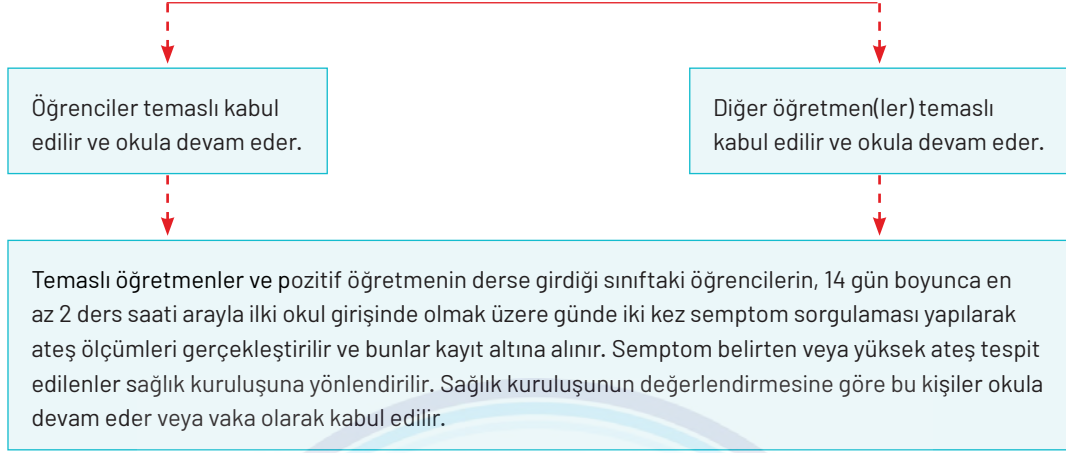 Öğrenciler temaslı kabul
edilir ve okula devam eder.
Diğer öğretmen(ler) temaslı
kabul edilir ve okula devam eder.
Temaslı öğretmenler ve pozitif öğretmenin derse girdiği sınıftaki öğrencilerin, 14 gün boyunca en
az 2 ders saati arayla ilki okul girişinde olmak üzere günde iki kez semptom sorgulaması yapılarak
ateş ölçümleri gerçekleştirilir ve bunlar kayıt altına alınır. Semptom belirten veya yüksek ateş tespit
edilenler sağlık kuruluşuna yönlendirilir. Sağlık kuruluşunun değerlendirmesine göre bu kişiler okula
devam eder veya vaka olarak kabul edilir.